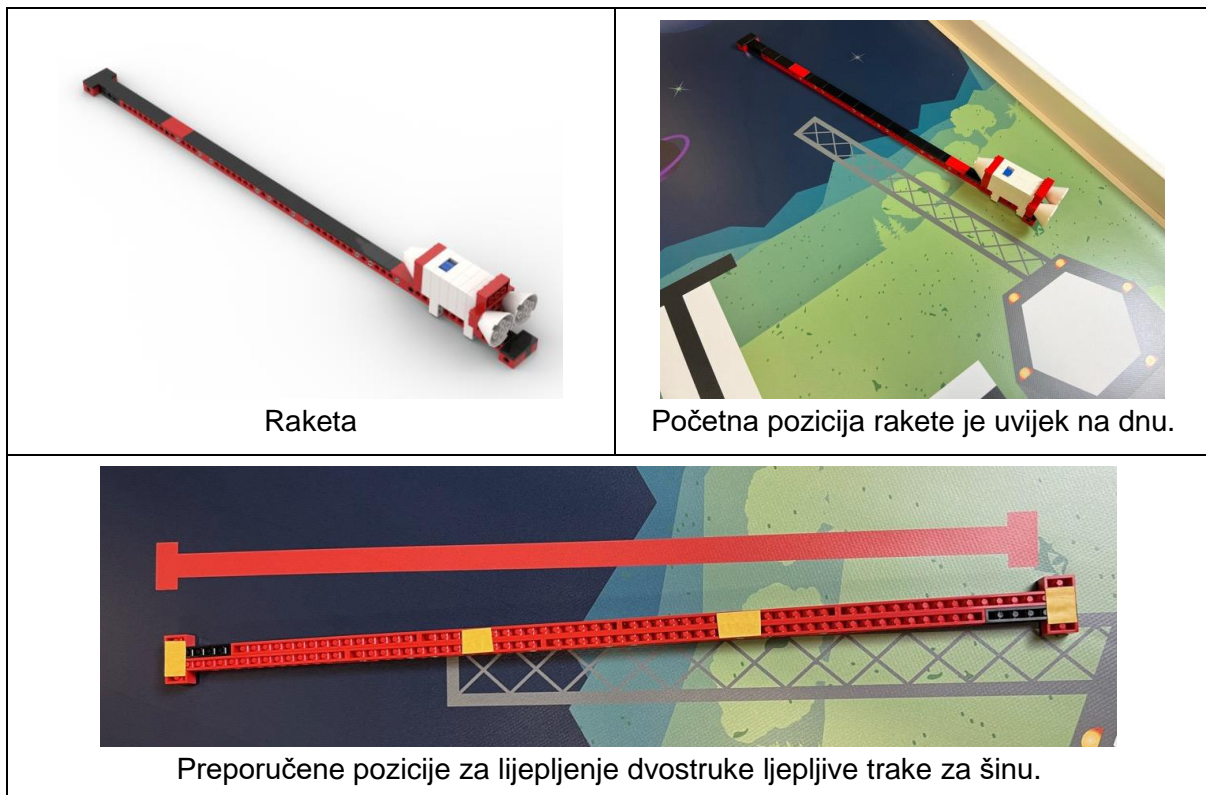 Raketa
Početna pozicija rakete je uvijek na dnu.
Preporučene pozicije za lijepljenje dvostruke ljepljive trake za šinu.